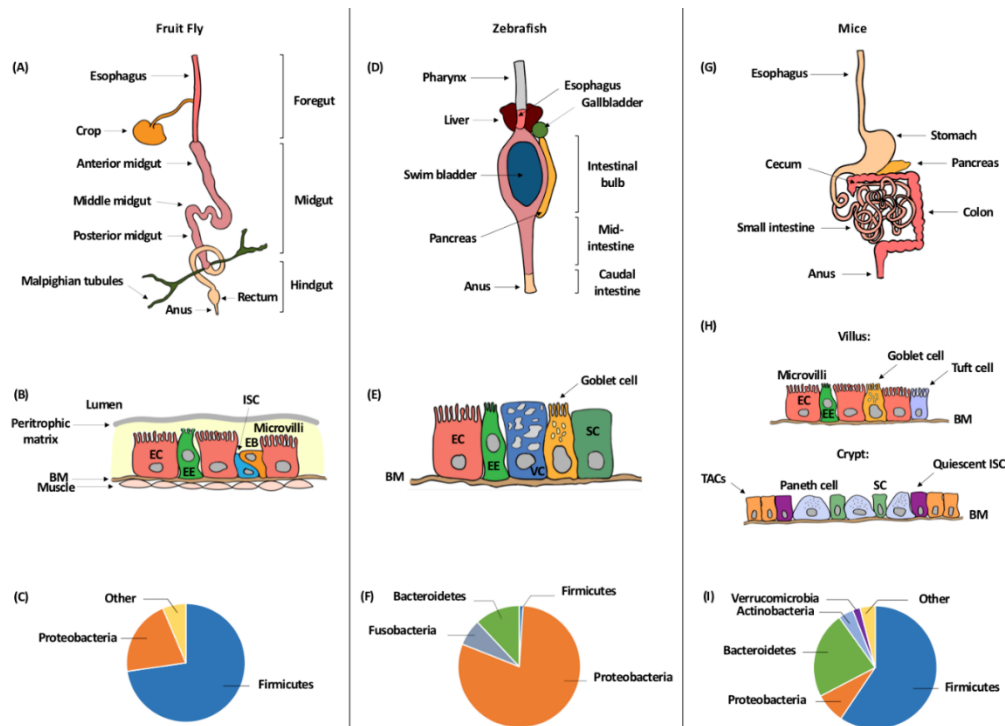 Fruit Fly
(A)
Esophagus
Foregut
Crop
Anterior midgut
Middle midgut
Midgut
Posterior midgut
Malpighian tubules
Rectum
Hindgut
Anus
(B)
Lumen
ISC
Peritrophic
matrix
Microvilli
EB
EC
EE
BM
Muscle
(C)
Other
Proteobacteria
Firmicutes
Zebrafish
(D)
Pharynx
Esophagus
Gallbladder
Liver
Swim bladder
Intestinal
bulb
Pancreas
Mid-
intestine
Anus
Caudal
intestine
(E)
Goblet cell
EC
EE
VC
SC
BM
(F)
Bacteroidetes
Firmicutes
Fusobacteria
Proteobacteria
Mice
(G)
Esophagus
Stomach
Cecum
Pancreas
Colon
Small intestine
Anus
(H)
Villus:
Goblet cell
Microvilli
Tuft cell
EC
EE
BM
Crypt:
Quiescent ISC
TACs
Paneth cell
SC
BM
(I)
Verrucomicrobia
Other
Actinobacteria
Bacteroidetes
Proteobacteria
Firmicutes